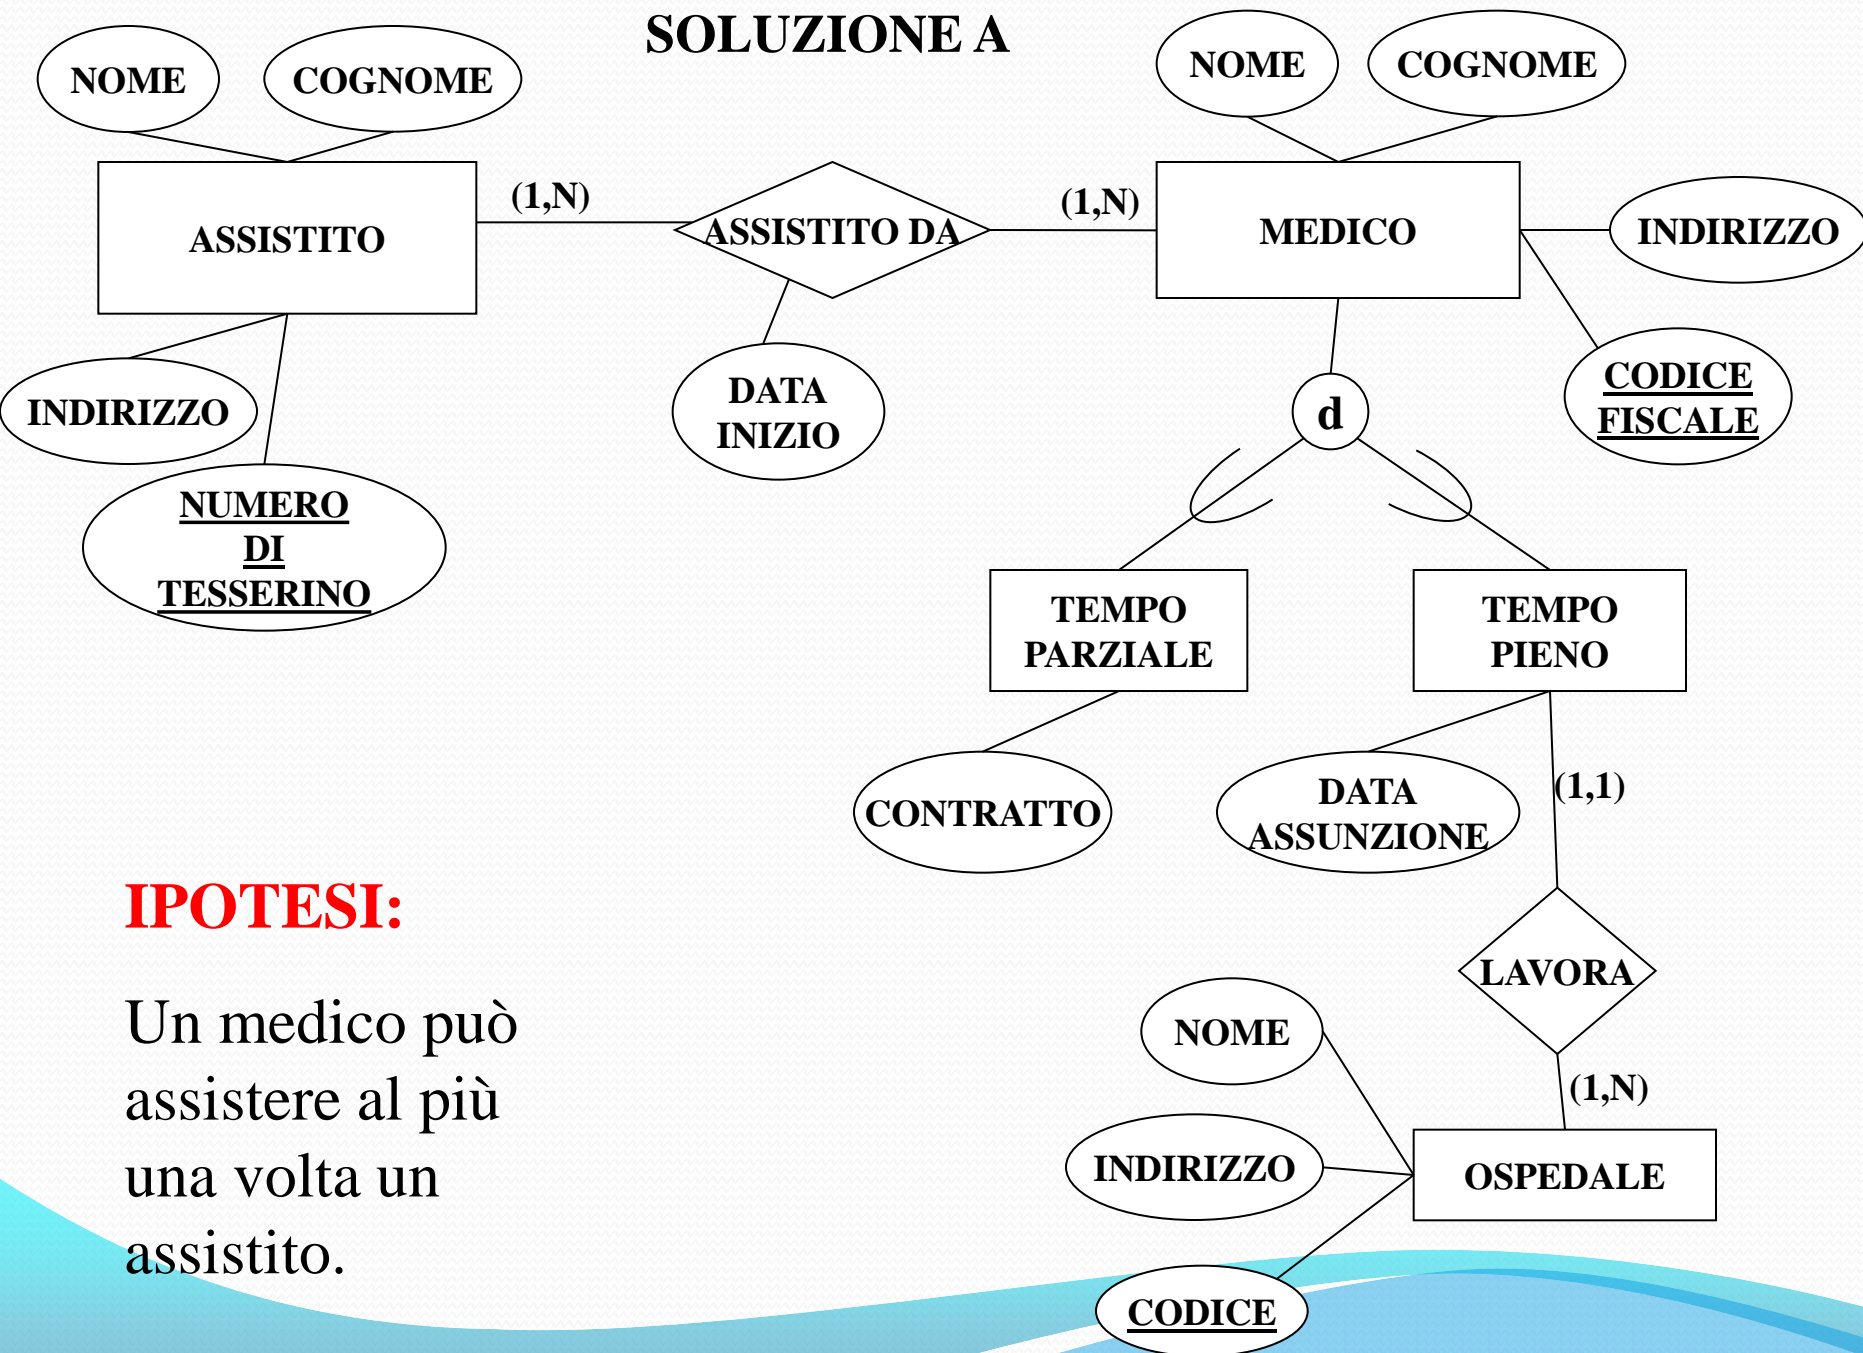 SOLUZIONE A
NOME
COGNOME
NOME
COGNOME
ASSISTITO
(1,N)
ASSISTITO DA
(1,N)
MEDICO
INDIRIZZO
INDIRIZZO
DATA
INIZIO
d
CODICE
FISCALE
NUMERO
DI
TESSERINO
TEMPO
PARZIALE
TEMPO
PIENO
CONTRATTO
DATA
ASSUNZIONE
(1,1)
IPOTESI:
Un medico può
assistere al più
una volta un
assistito.
LAVORA
NOME
(1,N)
INDIRIZZO
OSPEDALE
CODICE